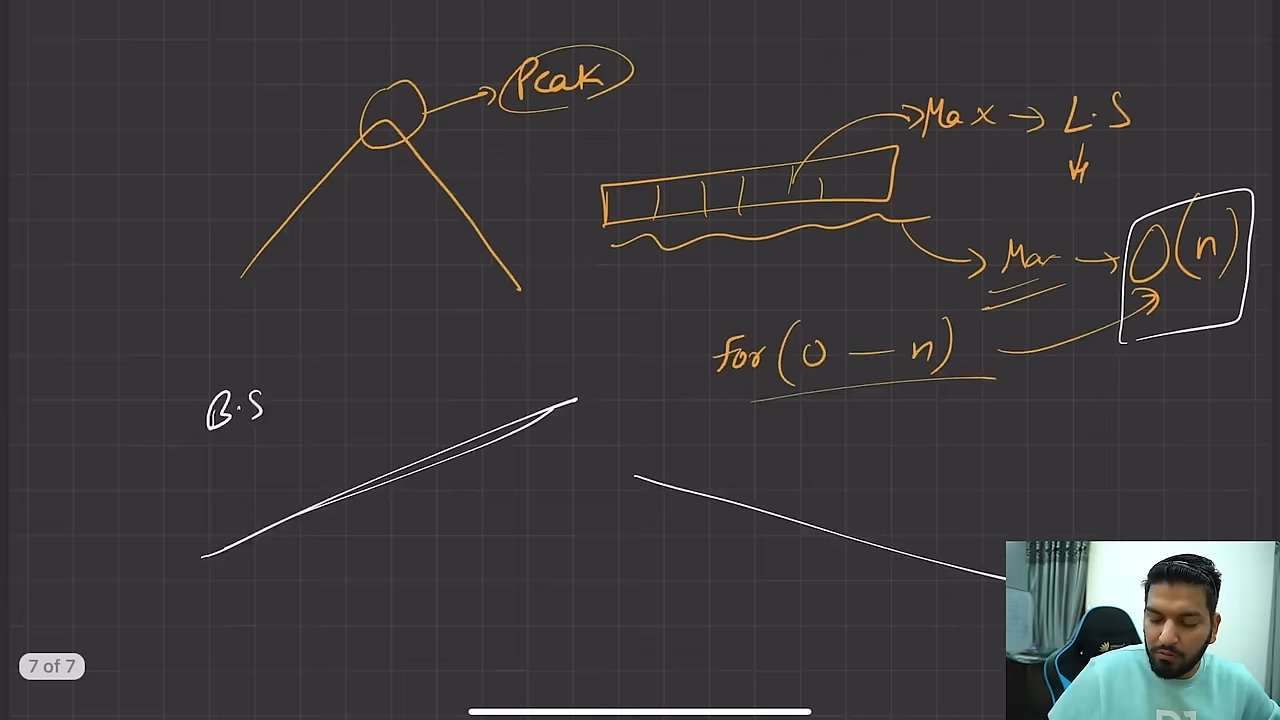 Peak
Max → L.S
Max → O(n)
for(0 — n)
B.S
7 of 7